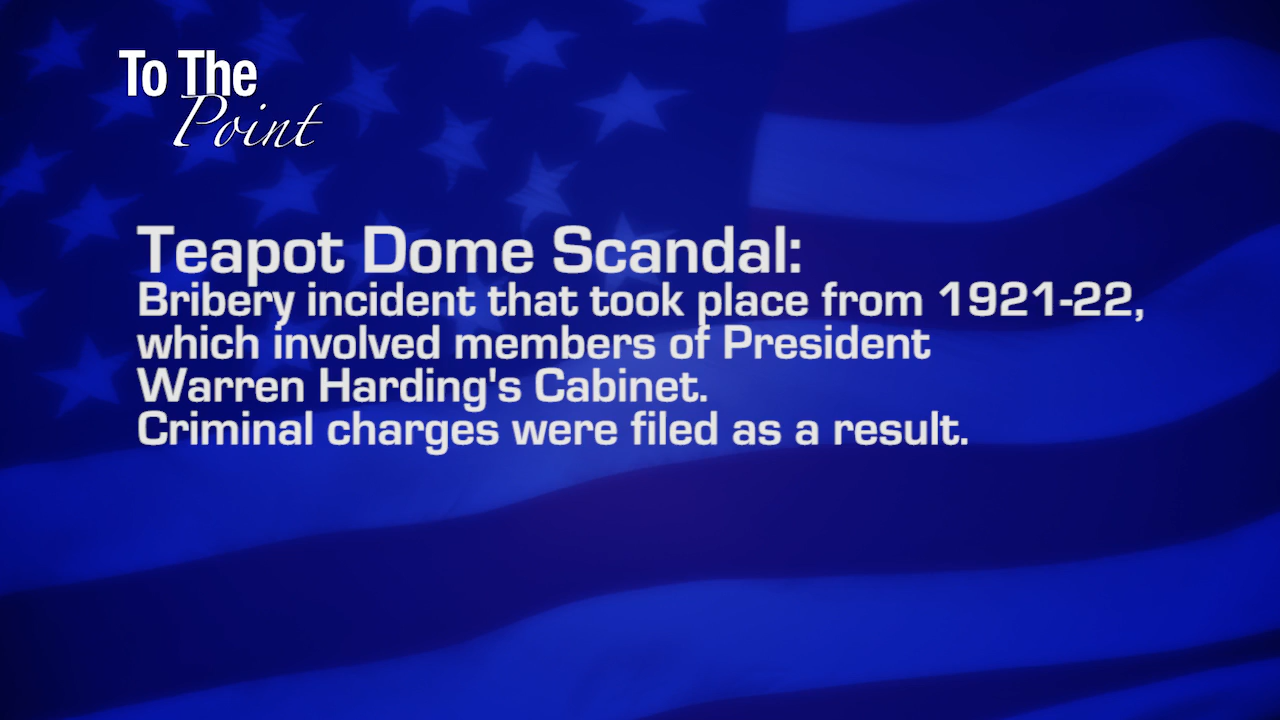 To The
Point
Teapot Dome Scandal:
Bribery incident that took place from 1921-22,
which involved members of President
Warren Harding's Cabinet.
Criminal charges were filed as a result.